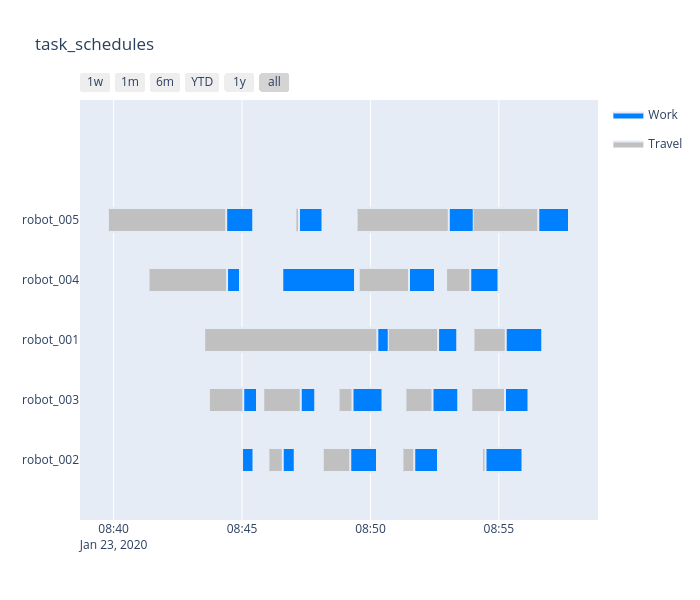 task_schedules
1w 1m 6m YTD 1y all
Work
Travel
robot_005
robot_004
robot_001
robot_003
robot_002
08:40 08:45 08:50 08:55
Jan 23, 2020